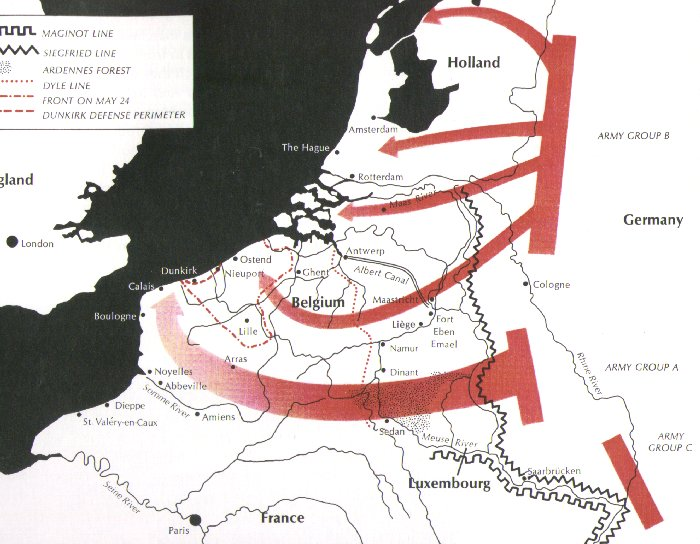 MAGINOT LINE
SIEGFRIED LINE
ARDENNES FOREST
DYLE LINE
FRONT ON MAY 24
DUNKIRK DEFENSE PERIMETER
Holland
Amsterdam
ARMY GROUP B
The Hague
gland
Rotterdam
Maas River
Germany
London
Antwerp
Ostend
Dunkirk
Nieuport
Ghent
Albert Canal
Calais
Cologne
Belgium
Maastricht
Boulogne
Fort
Eben
Emael
Lille
Liège
Namur
Arras
Rhine River
ARMY GROUP A
Noyelles
Dinant
Abbeville
Somme River
Dieppe
Amiens
St. Valéry-en-Caux
Sedan
Meuse River
ARMY
GROUP C
Saarbrücken
Luxembourg
Seine River
France
Paris